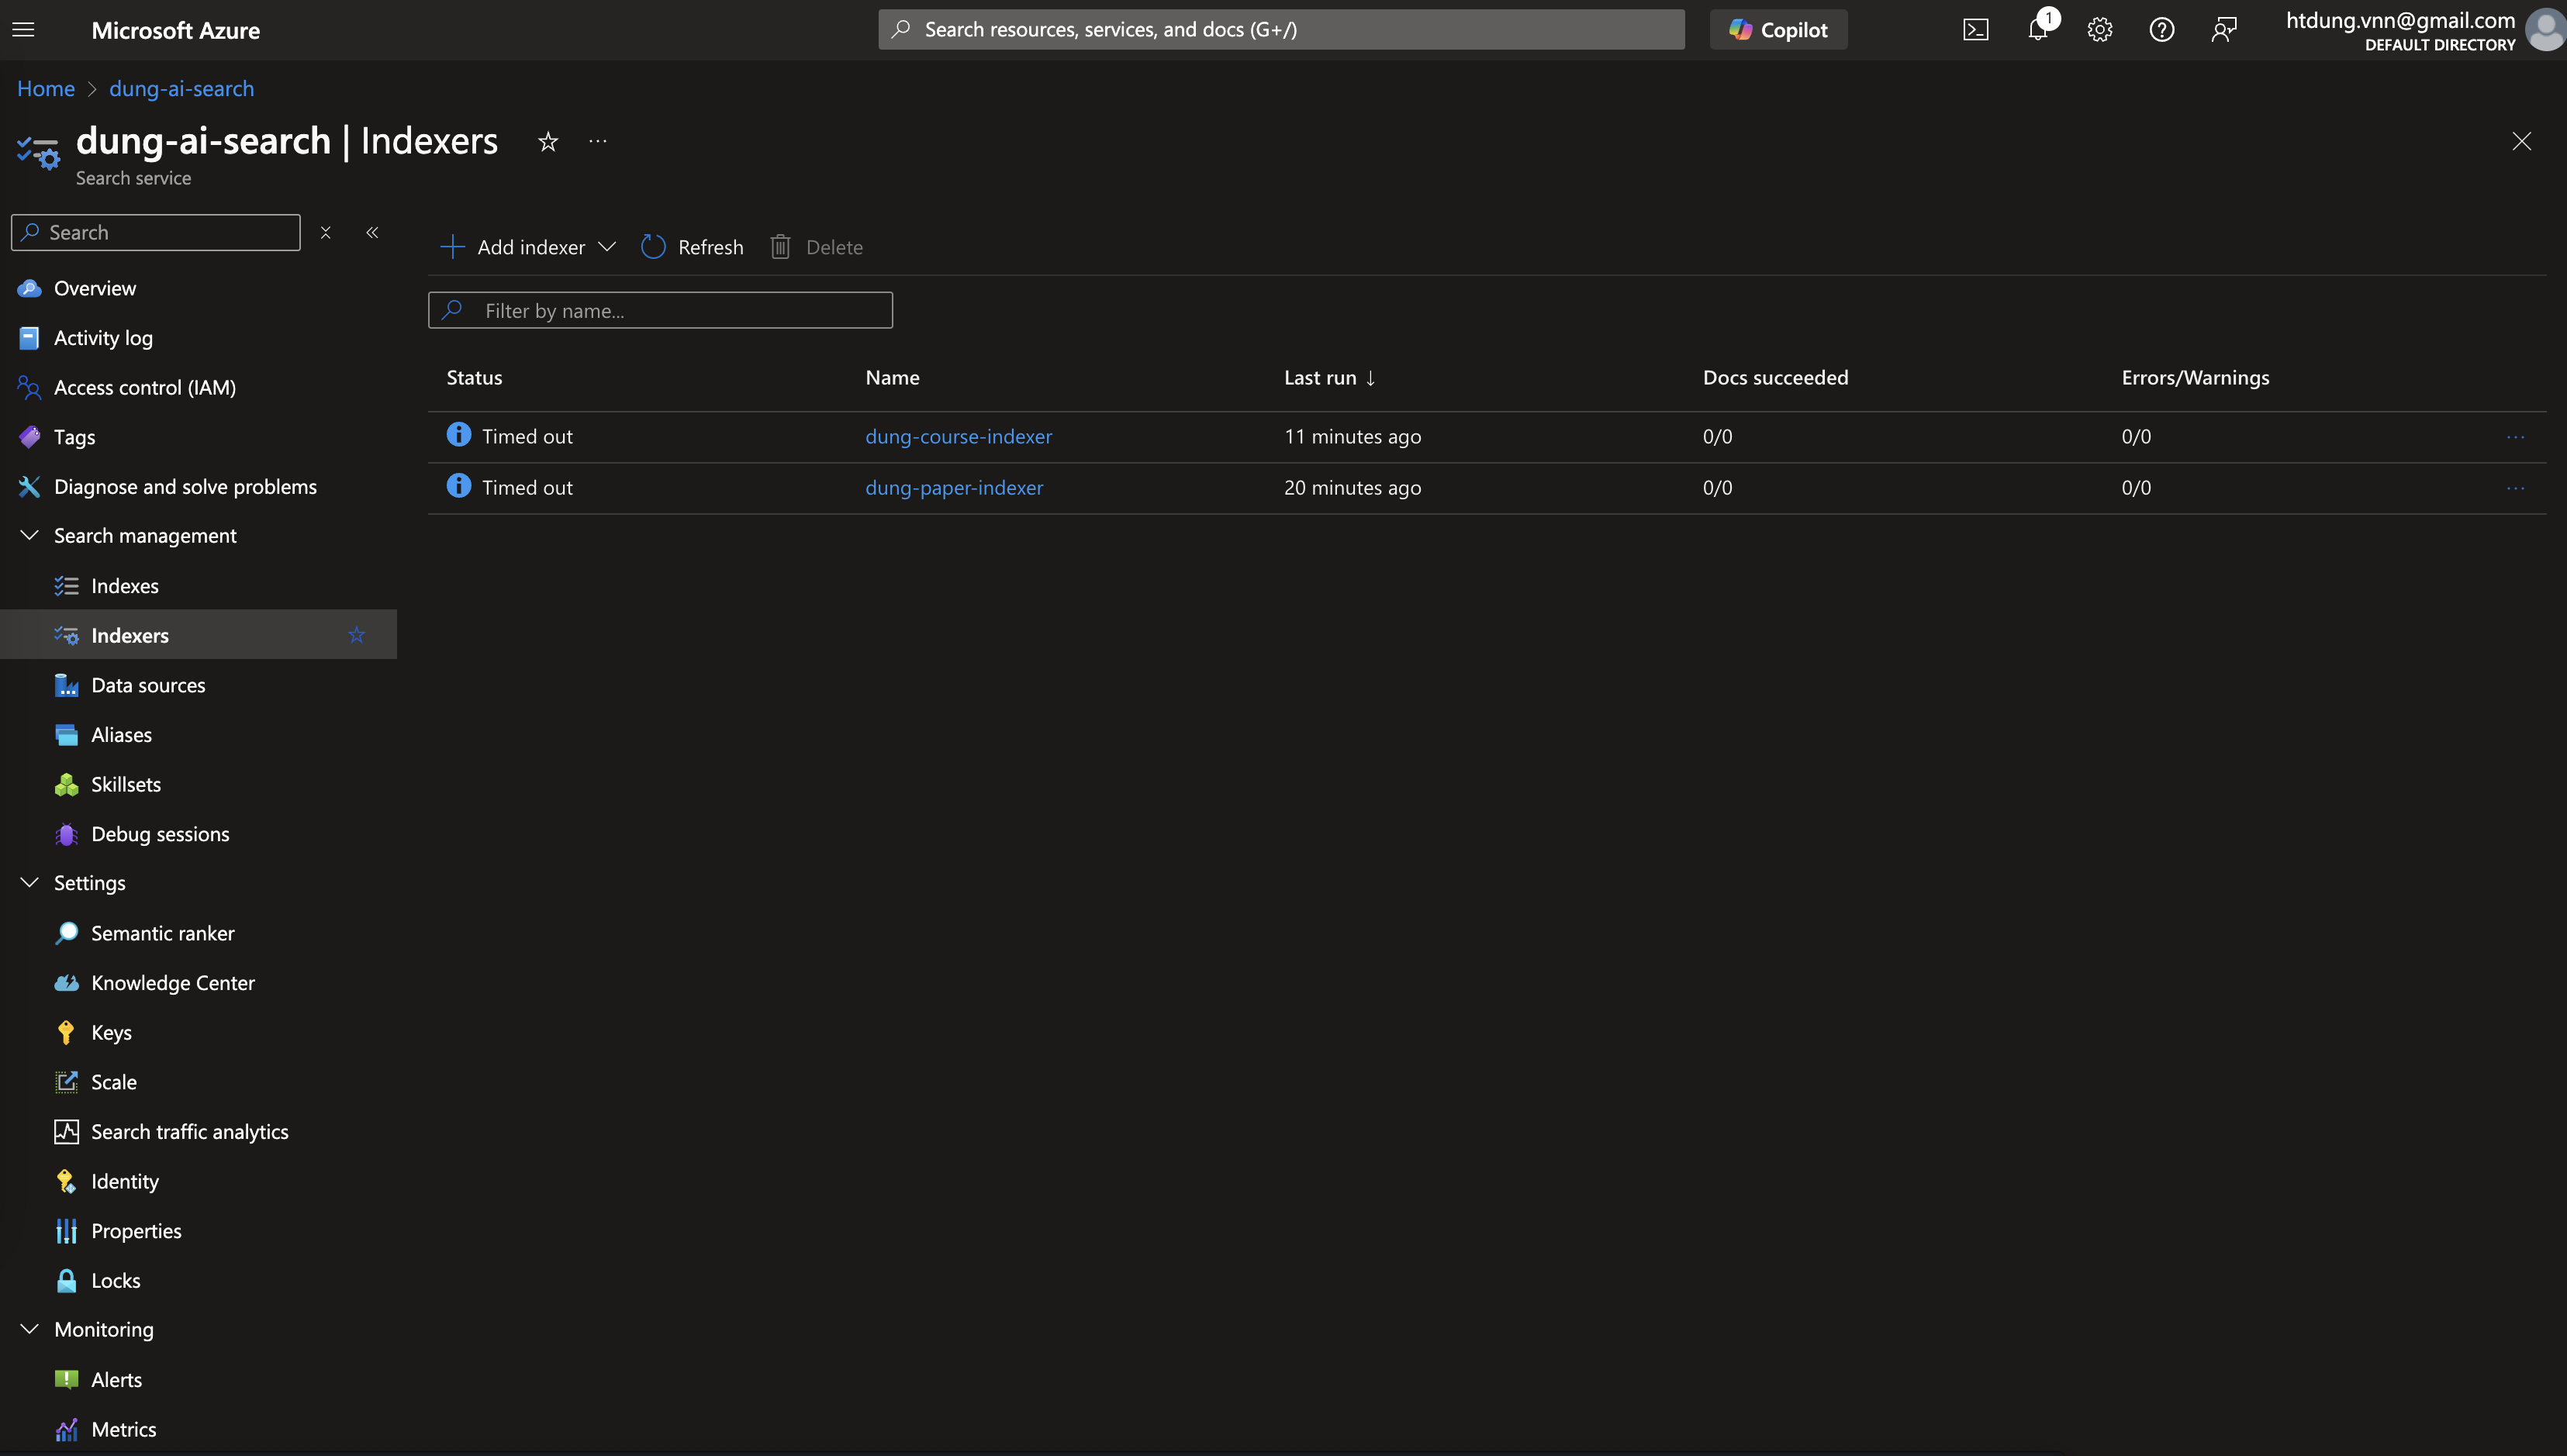 Microsoft Azure
Search resources, services, and docs (G+/)
Copilot
1
htdung.vnn@gmail.com
DEFAULT DIRECTORY
Home > dung-ai-search
dung-ai-search | Indexers
Search service
Search
Add indexer
Refresh
Delete
Filter by name...
Overview
Activity log
Access control (IAM)
Tags
Diagnose and solve problems
Search management
Indexes
Indexers
Data sources
Aliases
Skillsets
Debug sessions
Settings
Semantic ranker
Knowledge Center
Keys
Scale
Search traffic analytics
Identity
Properties
Locks
Monitoring
Alerts
Metrics
Status Name Last run ↓ Docs succeeded Errors/Warnings
Timed out dung-course-indexer 11 minutes ago 0/0 0/0
Timed out dung-paper-indexer 20 minutes ago 0/0 0/0